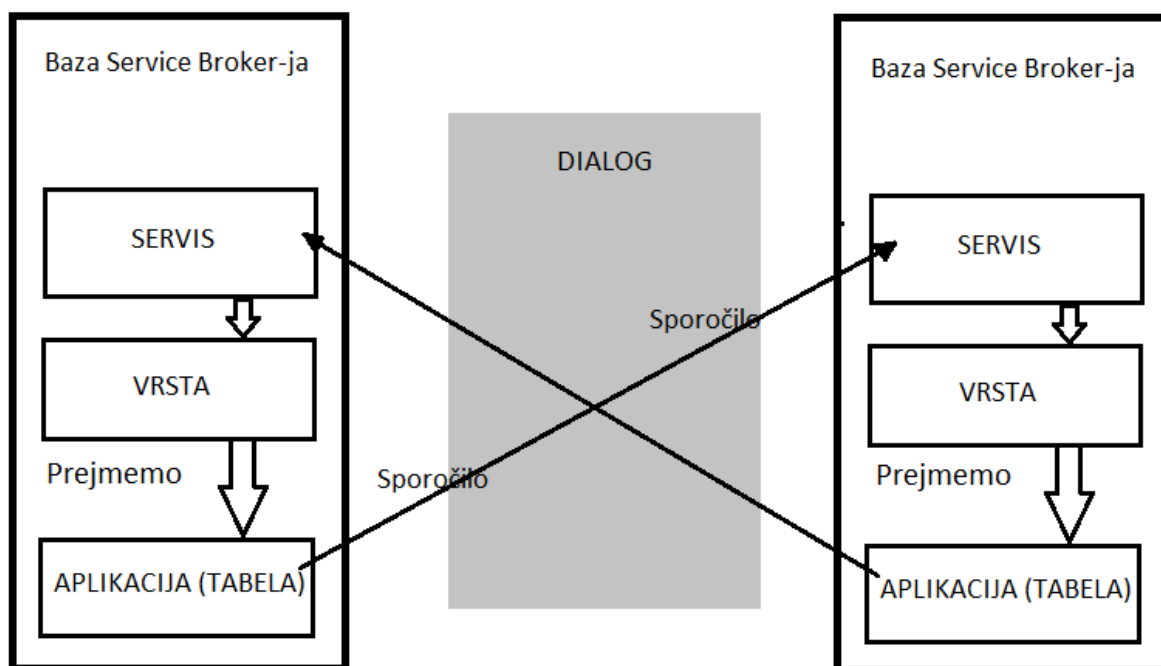 Baza Service Broker-ja
SERVIS
VRSTA
Prejmemo
APLIKACIJA (TABELA)
DIALOG
Sporočilo
Sporočilo
Baza Service Broker-ja
SERVIS
VRSTA
Prejmemo
APLIKACIJA (TABELA)